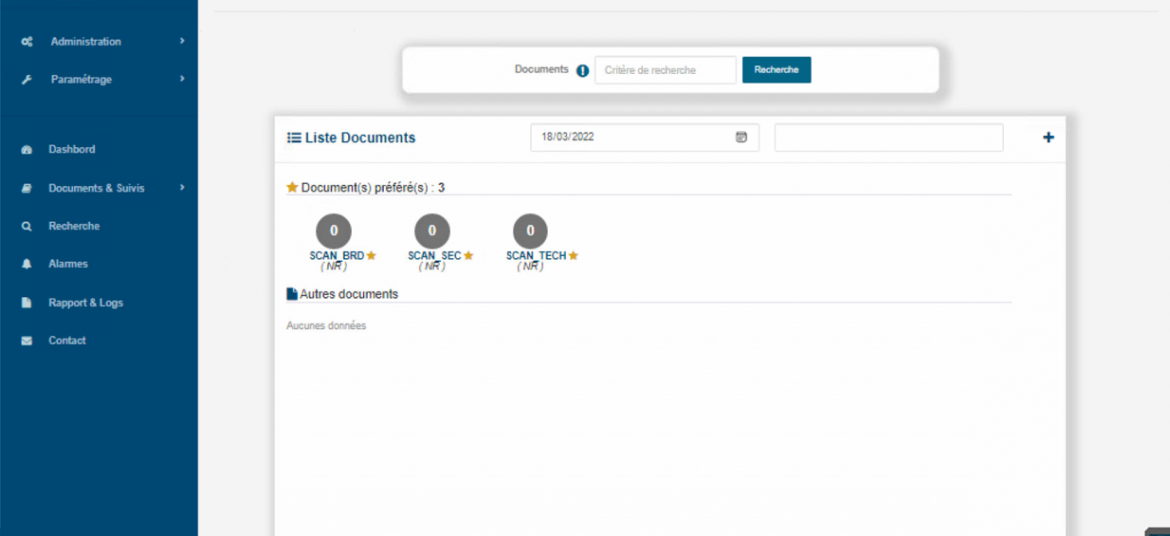 Administration
Paramétrage
Dashbord
Documents & Suivis
Recherche
Alarmes
Rapport & Logs
Contact
Documents Critère de recherche Recherche
Liste Documents 18/03/2022
Document(s) préféré(s) : 3
0 0 0
SCAN_BRD SCAN_SEC SCAN_TECH
(NR) (NR) (NR)
Autres documents
Aucunes données